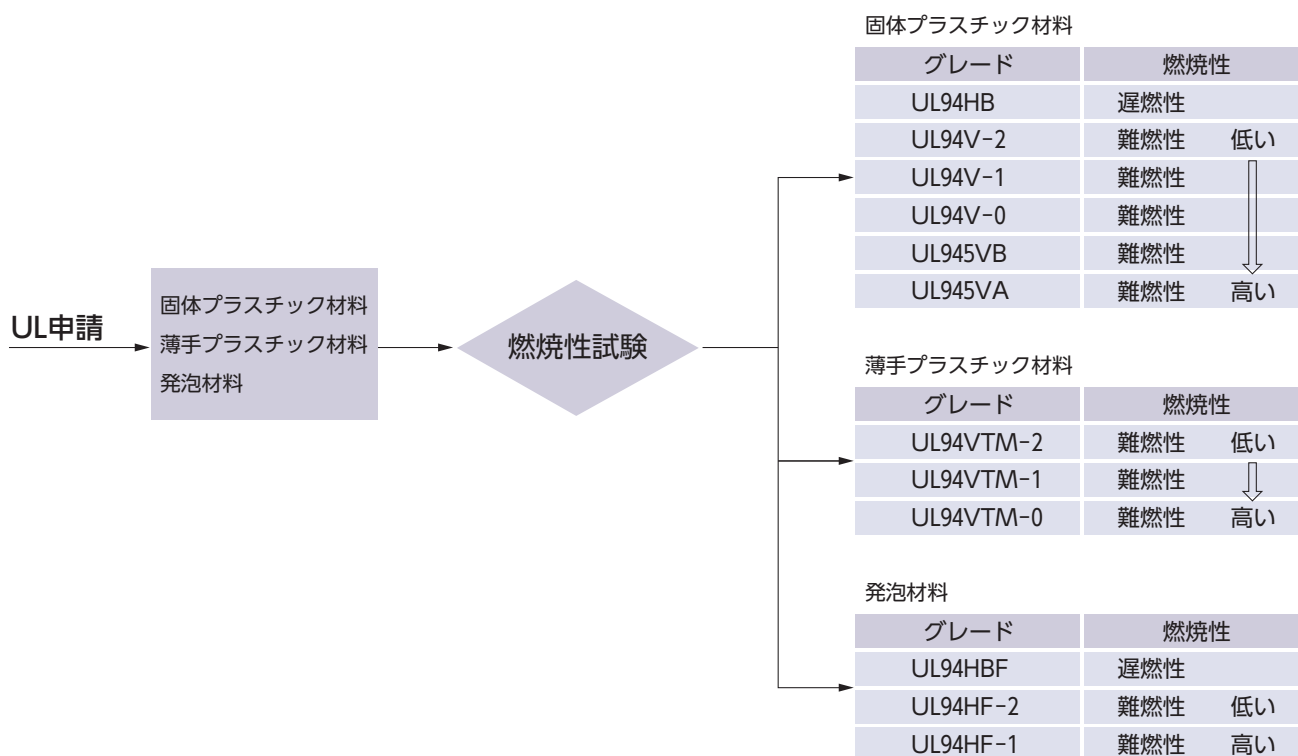 UL申請
固体プラスチック材料
薄手プラスチック材料
発泡材料
燃焼性試験
固体プラスチック材料
グレード 燃焼性
UL94HB 遅燃性
UL94V-2 難燃性 低い
UL94V-1 難燃性
UL94V-0 難燃性
UL945VB 難燃性
UL945VA 難燃性 高い
薄手プラスチック材料
グレード 燃焼性
UL94VTM-2 難燃性 低い
UL94VTM-1 難燃性
UL94VTM-0 難燃性 高い
発泡材料
グレード 燃焼性
UL94HBF 遅燃性
UL94HF-2 難燃性 低い
UL94HF-1 難燃性 高い